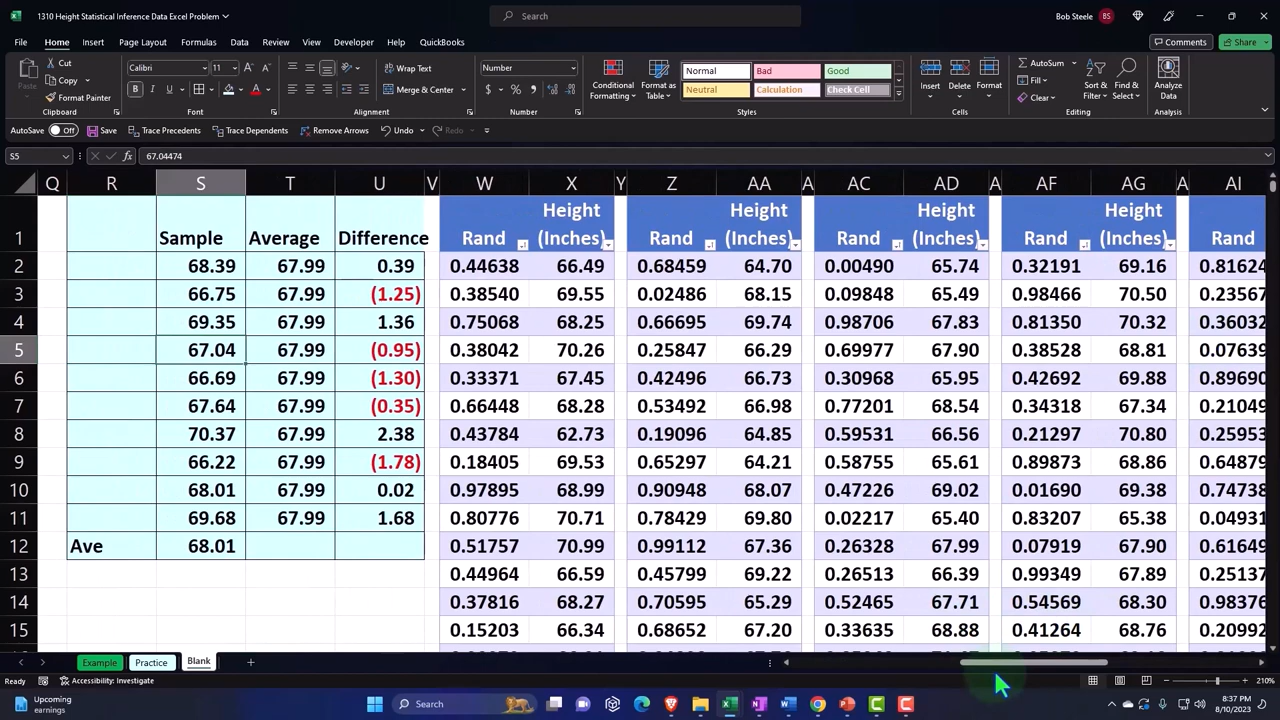 1310 Height Statistical Inference Data Excel Problem
Search
Bob Steele BS
File Home Insert Page Layout Formulas Data Review View Developer Help QuickBooks Comments Share
Cut Calibri 11 Wrap Text Number Normal Bad Good AutoSum
Copy Fill
Paste Format Painter Merge & Center Conditional Formatting Format as Table Neutral Calculation Check Cell Insert Delete Format Clear Sort & Filter Find & Select Analyze Data
Clipboard Font Alignment Number Styles Cells Editing Analysis
AutoSave Off Save Trace Precedents Trace Dependents Remove Arrows Undo Redo
S5 fx 67.04474
Q R S T U V W X Y Z AA A AC AD A AF AG A AI
1 Sample Average Difference Rand Height (Inches) Rand Height (Inches) Rand Height (Inches) Rand Height (Inches) Rand
2 68.39 67.99 0.39 0.44638 66.49 0.68459 64.70 0.00490 65.74 0.32191 69.16 0.81624
3 66.75 67.99 (1.25) 0.38540 69.55 0.02486 68.15 0.09848 65.49 0.98466 70.50 0.23567
4 69.35 67.99 1.36 0.75068 68.25 0.66695 69.74 0.98706 67.83 0.81350 70.32 0.36032
5 67.04 67.99 (0.95) 0.38042 70.26 0.25847 66.29 0.69977 67.90 0.38528 68.81 0.07639
6 66.69 67.99 (1.30) 0.33371 67.45 0.42496 66.73 0.30968 65.95 0.42692 69.88 0.89690
7 67.64 67.99 (0.35) 0.66448 68.28 0.53492 66.98 0.77201 68.54 0.34318 67.34 0.21049
8 70.37 67.99 2.38 0.43784 62.73 0.19096 64.85 0.59531 66.56 0.21297 70.80 0.25953
9 66.22 67.99 (1.78) 0.18405 69.53 0.65297 64.21 0.58755 65.61 0.89873 68.86 0.64879
10 68.01 67.99 0.02 0.97895 68.99 0.90948 68.07 0.47226 69.02 0.01690 69.38 0.74738
11 69.68 67.99 1.68 0.80776 70.71 0.78429 69.80 0.02217 65.40 0.83207 65.38 0.04931
12 Ave 68.01 0.51757 70.99 0.99112 67.36 0.26328 67.99 0.07919 67.90 0.61649
13 0.44964 66.59 0.45799 69.22 0.26513 66.39 0.99349 67.89 0.25137
14 0.37816 68.27 0.70595 65.29 0.52465 67.71 0.54569 68.30 0.98376
15 0.15203 66.34 0.68652 67.20 0.33635 68.88 0.41264 68.76 0.20992
Example Practice Blank
Ready Accessibility: Investigate 210%
Upcoming earnings Search 8:37 PM
8/10/2023